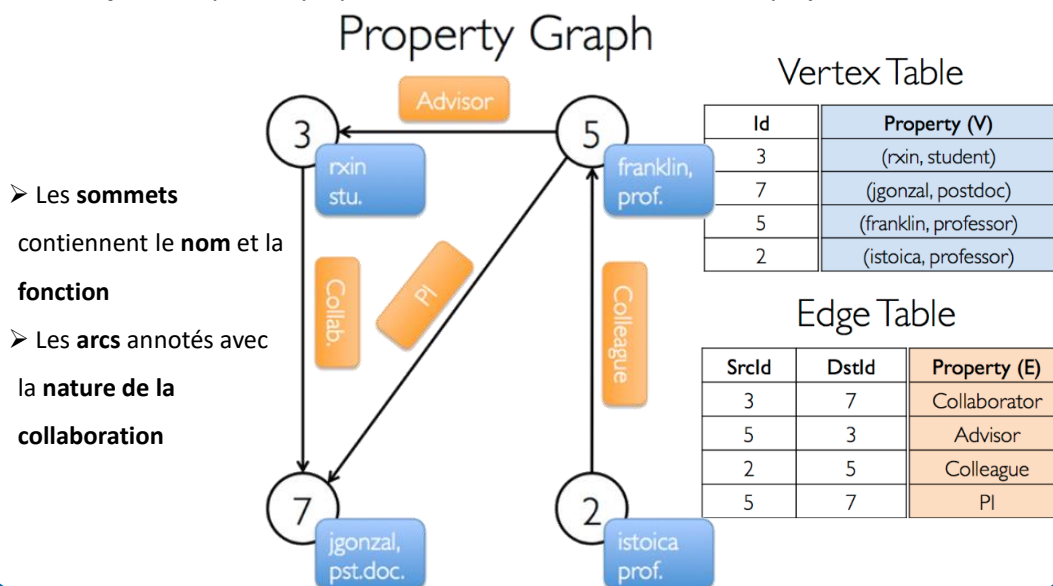 Property Graph
➢ Les sommets
contiennent le nom et la
fonction
➢ Les arcs annotés avec
la nature de la
collaboration
Advisor
3
rxin
stu.
5
franklin,
prof.
Collab.
PI
Colleague
7
jgonzal,
pst.doc.
2
istoica
prof.
Vertex Table
Id Property (V)
3 (rxin, student)
7 (jgonzal, postdoc)
5 (franklin, professor)
2 (istoica, professor)
Edge Table
SrcId DstId Property (E)
3 7 Collaborator
5 3 Advisor
2 5 Colleague
5 7 PI